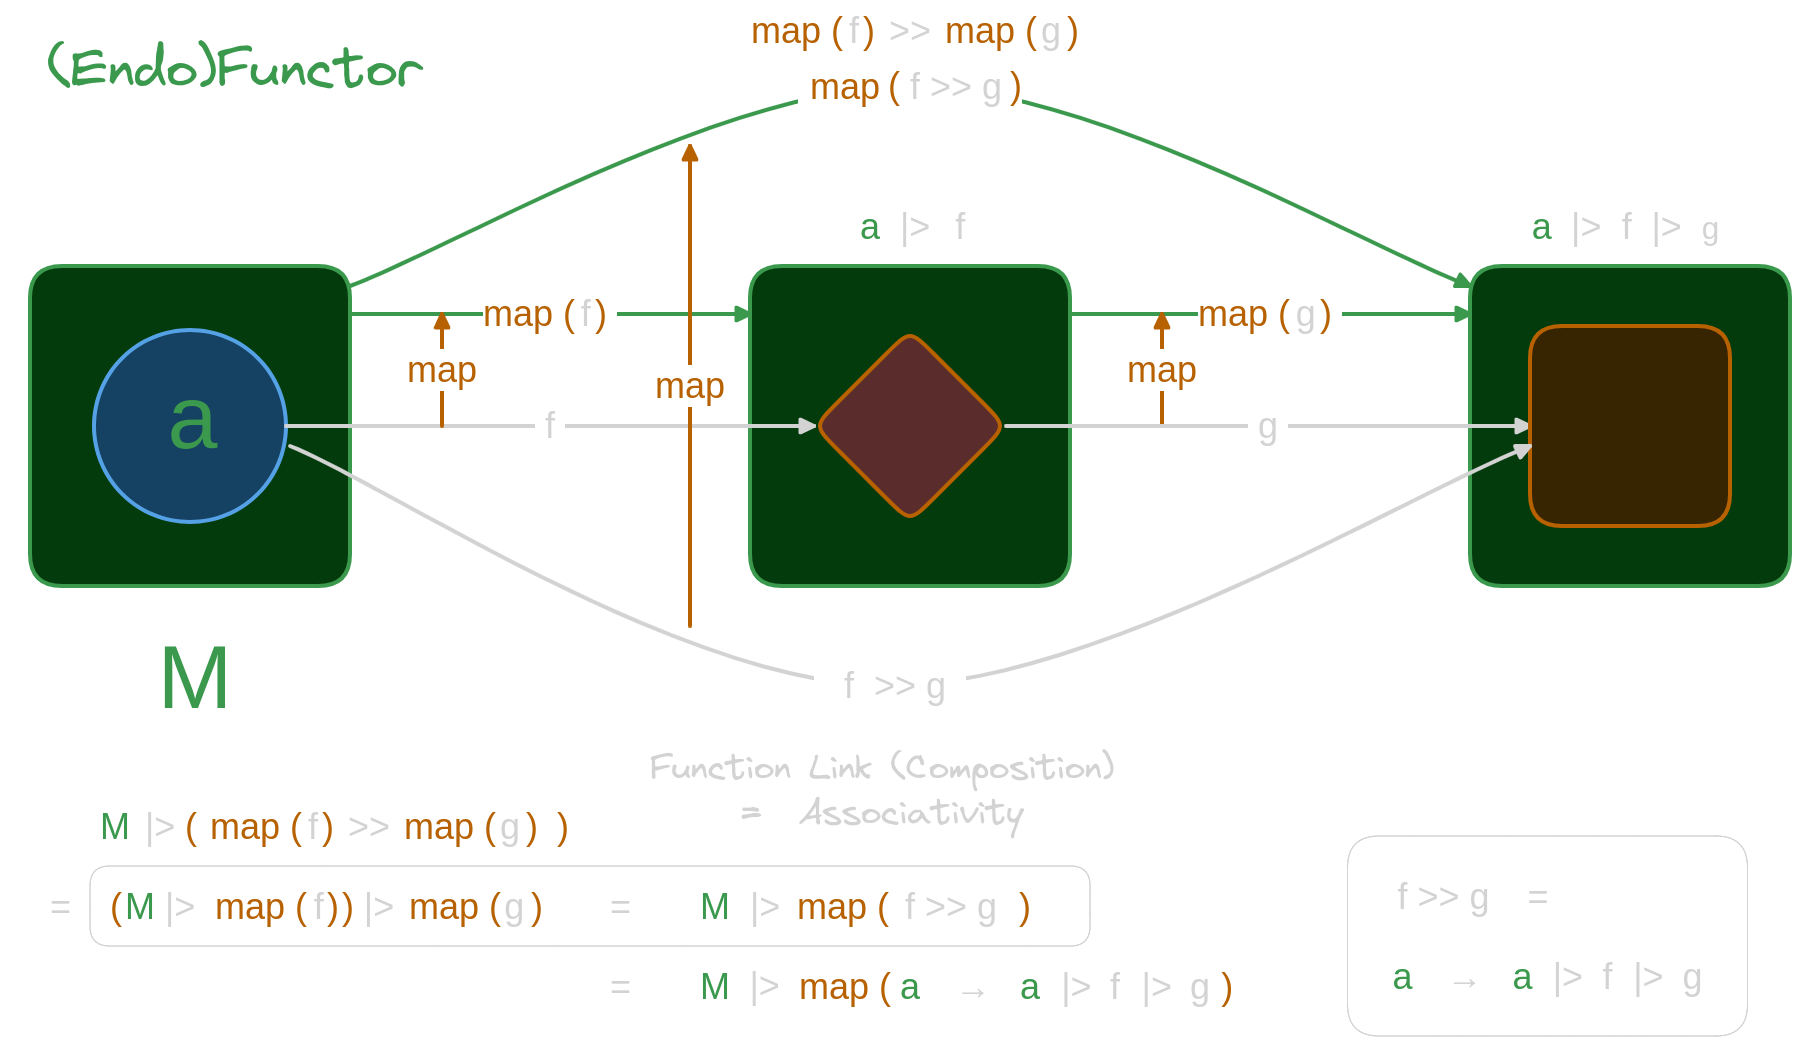 (Endo)Functor
map (f) >> map (g)
map ( f >> g )
a |> f
a |> f |> g
map (f)
map (g)
map
map
map
a
f
g
M
f >> g
Function Link (Composition)
= Associativity
M |> ( map (f) >> map (g) )
= (M |> map (f)) |> map (g) = M |> map ( f >> g )
= M |> map ( a → a |> f |> g )
f >> g =
a → a |> f |> g